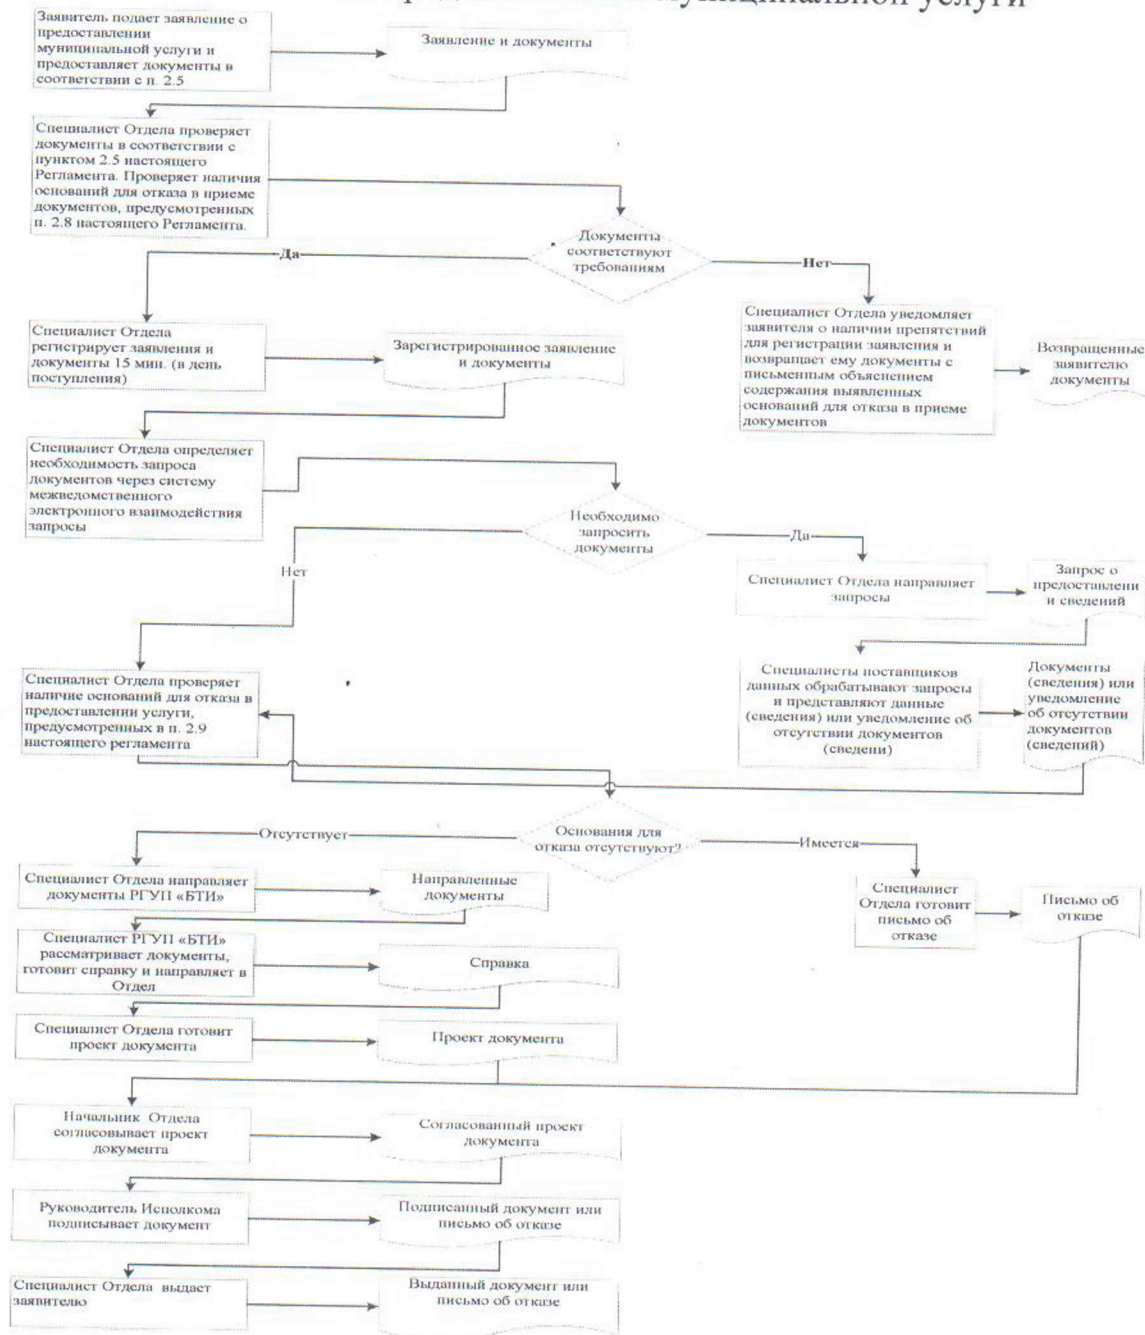 муниципальной услуги
Заявитель подает заявление о
предоставлении
муниципальной услуги и
предоставляет документы в
соответствии с п. 2.5
Заявление и документы
Специалист Отдела проверяет
документы в соответствии с
пунктом 2.5 настоящего
Регламента. Проверяет наличия
оснований для отказа в приеме
документов, предусмотренных
п. 2.8 настоящего Регламента.
Документы
соответствуют
требованиям
Да
Нет
Специалист Отдела
регистрирует заявления и
документы 15 мин. (в день
поступления)
Зарегистрированное заявление
и документы
Специалист Отдела уведомляет
заявителя о наличии препятствий
для регистрации заявления и
возвращает ему документы с
письменным объяснением
содержания выявленных
оснований для отказа в приеме
документов
Возвращенные
заявителю
документы
Специалист Отдела определяет
необходимость запроса
документов через систему
межведомственного
электронного взаимодействия
запросы
Необходимо
запросить
документы
Да
Нет
Специалист Отдела направляет
запросы
Запрос о
предоставлени
и сведений
Специалист Отдела проверяет
наличие оснований для отказа в
предоставлении услуги,
предусмотренных в п. 2.9
настоящего регламента
Специалисты поставщиков
данных обрабатывают запросы
и представляют данные
(сведения) или уведомление об
отсутствии документов
(сведени)
Документы
(сведения) или
уведомление
об отсутствии
документов
(сведений)
Основания для
отказа отсутствуют?
Отсутствует
Имеется
Специалист Отдела направляет
документы РГУП «БТИ»
Направленные
документы
Специалист
Отдела готовит
письмо об
отказе
Письмо об
отказе
Специалист РГУП «БТИ»
рассматривает документы,
готовит справку и направляет в
Отдел
Справка
Специалист Отдела готовит
проект документа
Проект документа
Начальник Отдела
согласовывает проект
документа
Согласованный проект
документа
Руководитель Исполкома
подписывает документ
Подписанный документ или
письмо об отказе
Специалист Отдела выдает
заявителю
Выданный документ или
письмо об отказе